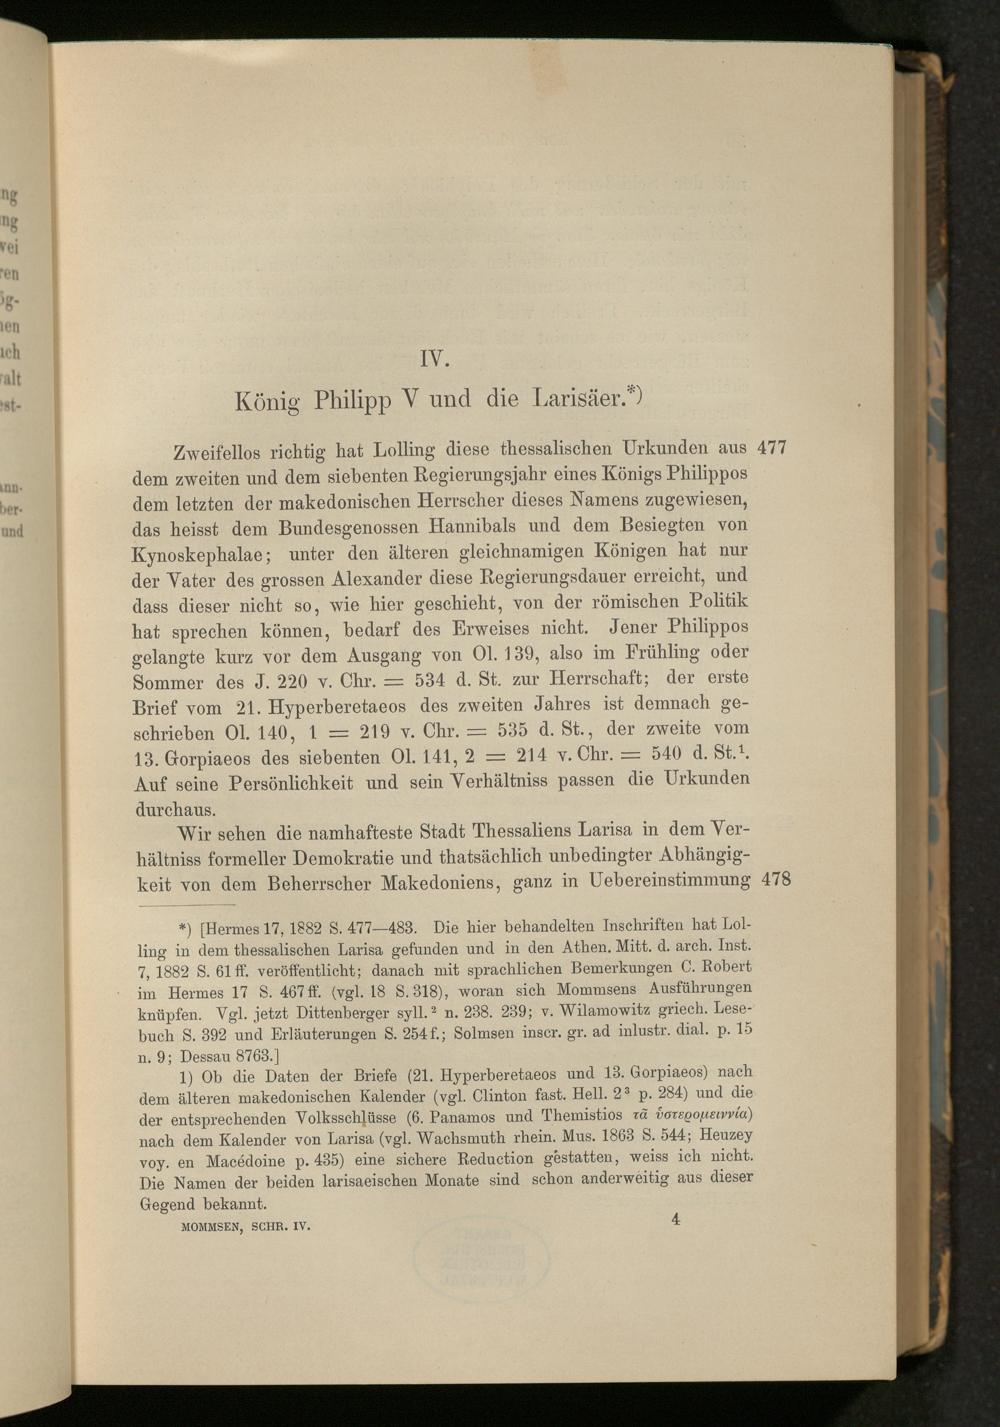 IV.
König Philipp V und die Larisäer.*)
Zweifellos richtig hat Lolling diese thessalischen Urkunden aus 477
dem zweiten und dem siebenten Regierungsjahr eines Königs Philippos
dem letzten der makedonischen Herrscher dieses Namens zugewiesen,
das heisst dem Bundesgenossen Hannibals und dem Besiegten von
Kynoskephalae; unter den älteren gleichnamigen Königen hat nur
der Vater des grossen Alexander diese Regierungsdauer erreicht, und
dass dieser nicht so, wie hier geschieht, von der römischen Politik
hat sprechen können, bedarf des Erweises nicht. Jener Philippos
gelangte kurz vor dem Ausgang von Ol. 139, also im Frühling oder
Sommer des J. 220 v. Chr. = 534 d. St. zur Herrschaft; der erste
Brief vom 21. Hyperberetaeos des zweiten Jahres ist demnach ge-
schrieben Ol. 140, 1 = 219 v. Chr. = 535 d. St., der zweite vom
13. Gorpiaeos des siebenten Ol. 141, 2 = 214 v. Chr. = 540 d. St.¹.
Auf seine Persönlichkeit und sein Verhältniss passen die Urkunden
durchaus.
Wir sehen die namhafteste Stadt Thessaliens Larisa in dem Ver-
hältniss formeller Demokratie und thatsächlich unbedingter Abhängig-
keit von dem Beherrscher Makedoniens, ganz in Uebereinstimmung 478
*) [Hermes 17, 1882 S. 477—483. Die hier behandelten Inschriften hat Lol-
ling in dem thessalischen Larisa gefunden und in den Athen. Mitt. d. arch. Inst.
7, 1882 S. 61 ff. veröffentlicht; danach mit sprachlichen Bemerkungen C. Robert
im Hermes 17 S. 467 ff. (vgl. 18 S. 318), woran sich Mommsens Ausführungen
knüpfen. Vgl. jetzt Dittenberger syll.² n. 238. 239; v. Wilamowitz griech. Lese-
buch S. 392 und Erläuterungen S. 254 f.; Solmsen inscr. gr. ad inlustr. dial. p. 15
n. 9; Dessau 8763.]
1) Ob die Daten der Briefe (21. Hyperberetaeos und 13. Gorpiaeos) nach
dem älteren makedonischen Kalender (vgl. Clinton fast. Hell. 2³ p. 284) und die
der entsprechenden Volksschlüsse (6. Panamos und Themistios τᾶ ὑστερομειννία)
nach dem Kalender von Larisa (vgl. Wachsmuth rhein. Mus. 1863 S. 544; Heuzey
voy. en Macédoine p. 435) eine sichere Reduction gestatten, weiss ich nicht.
Die Namen der beiden larisaeischen Monate sind schon anderweitig aus dieser
Gegend bekannt.
MOMMSEN, SCHR. IV. 4
ng
ng
ren
ög-
ich
alt
est-
ann-
ber-
und